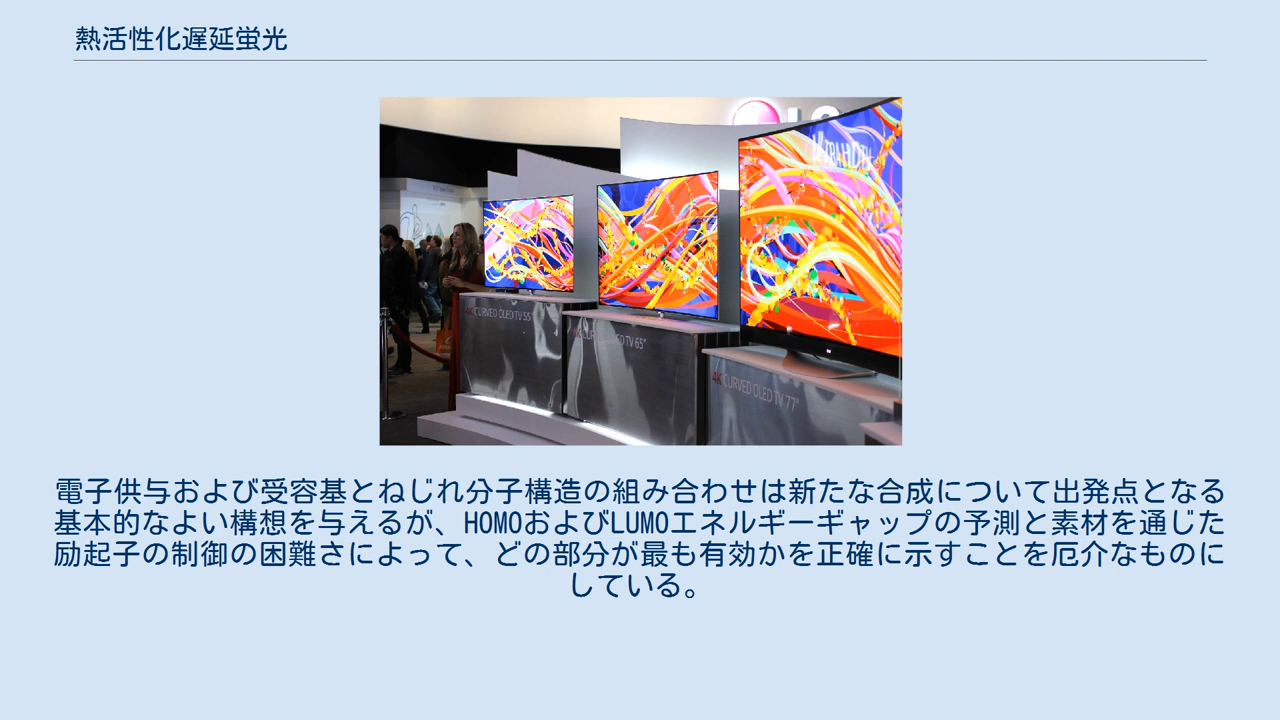 熱活性化遅延蛍光
ULTRA HD TV
4K CURVED OLED TV 55"
CURVED OLED TV 65"
4K CURVED OLED TV 77"
電子供与および受容基とねじれ分子構造の組み合わせは新たな合成について出発点となる
基本的なよい構想を与えるが、HOMOおよびLUMOエネルギーギャップの予測と素材を通じた
励起子の制御の困難さによって、どの部分が最も有効かを正確に示すことを厄介なものに
している。